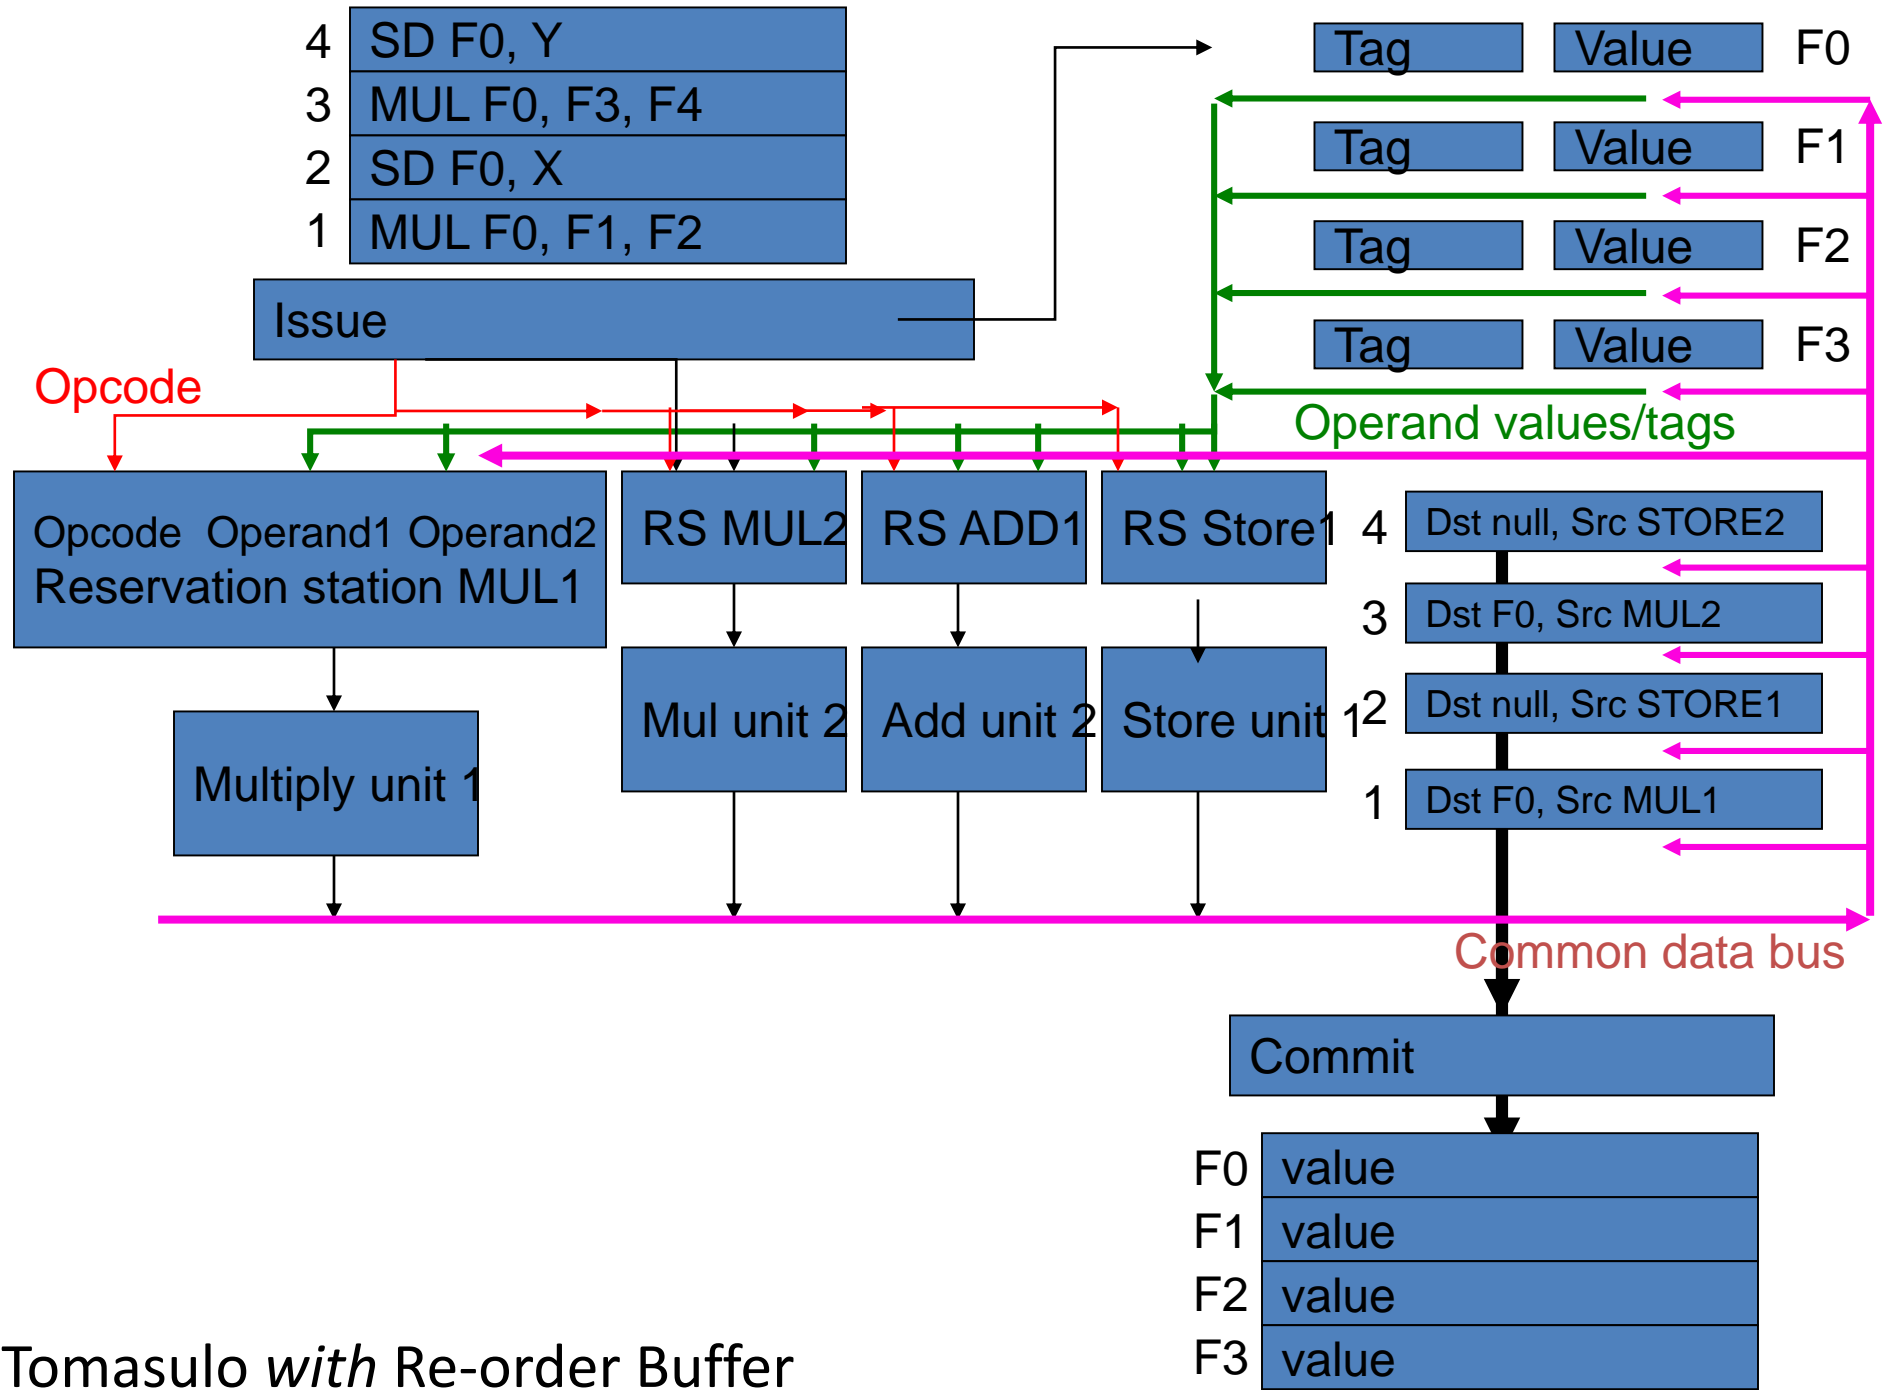 4 SD F0, Y
3 MUL F0, F3, F4
2 SD F0, X
1 MUL F0, F1, F2
Issue
Tag Value F0
Tag Value F1
Tag Value F2
Tag Value F3
Opcode
Operand values/tags
Opcode Operand1 Operand2
Reservation station MUL1
RS MUL2
RS ADD1
RS Store1
Multiply unit 1
Mul unit 2
Add unit 2
Store unit 1
4 Dst null, Src STORE2
3 Dst F0, Src MUL2
2 Dst null, Src STORE1
1 Dst F0, Src MUL1
Common data bus
Commit
F0 value
F1 value
F2 value
F3 value
Tomasulo with Re-order Buffer